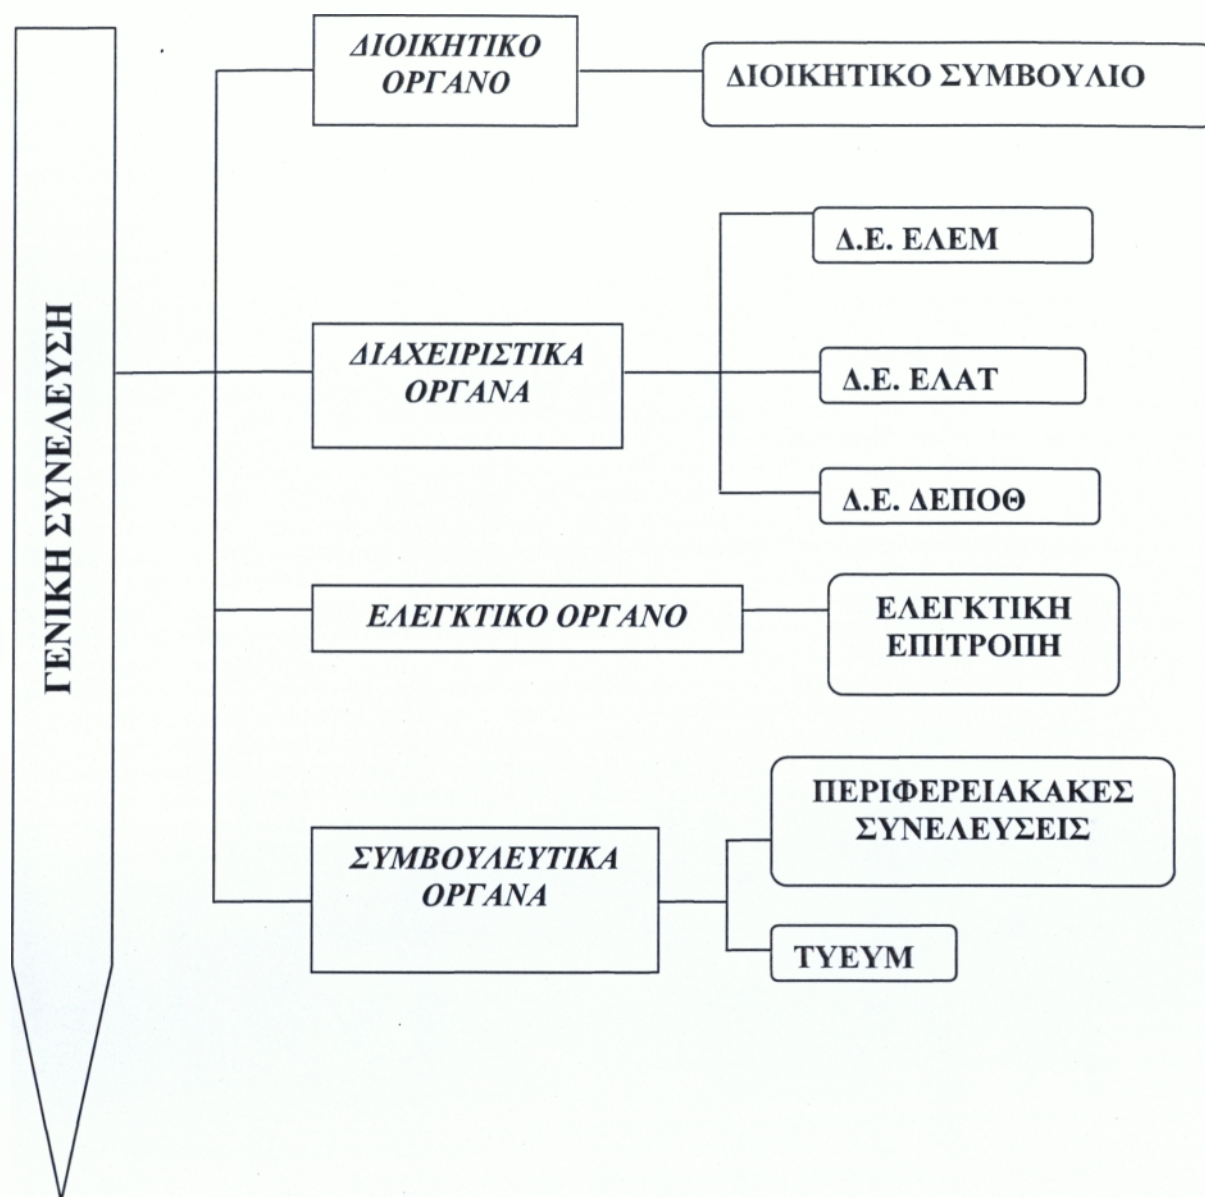 ΓΕΝΙΚΗ ΣΥΝΕΛΕΥΣΗ
ΔΙΟΙΚΗΤΙΚΟ
ΟΡΓΑΝΟ
ΔΙΟΙΚΗΤΙΚΟ ΣΥΜΒΟΥΛΙΟ
ΔΙΑΧΕΙΡΙΣΤΙΚΑ
ΟΡΓΑΝΑ
Δ.Ε. ΕΛΕΜ
Δ.Ε. ΕΛΑΤ
Δ.Ε. ΔΕΠΟΘ
ΕΛΕΓΚΤΙΚΟ ΟΡΓΑΝΟ
ΕΛΕΓΚΤΙΚΗ
ΕΠΙΤΡΟΠΗ
ΣΥΜΒΟΥΛΕΥΤΙΚΑ
ΟΡΓΑΝΑ
ΠΕΡΙΦΕΡΕΙΑΚΑΚΕΣ
ΣΥΝΕΛΕΥΣΕΙΣ
ΤΥΕΥΜ